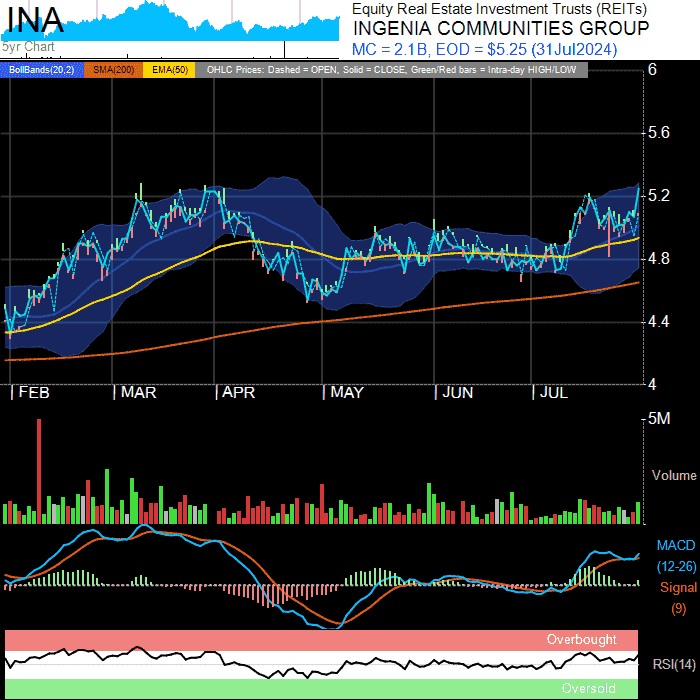 INA
5yr Chart
Equity Real Estate Investment Trusts (REITs)
INGENIA COMMUNITIES GROUP
MC = 2.1B, EOD = $5.25 (31Jul2024)
BollBands(20,2) SMA(200) EMA(50) OHLC Prices: Dashed = OPEN, Solid = CLOSE, Green/Red bars = Intra-day HIGH/LOW
6
5.6
5.2
4.8
4.4
4
FEB MAR APR MAY JUN JUL
5M
Volume
MACD
(12-26)
Signal
(9)
Overbought
RSI(14)
Oversold